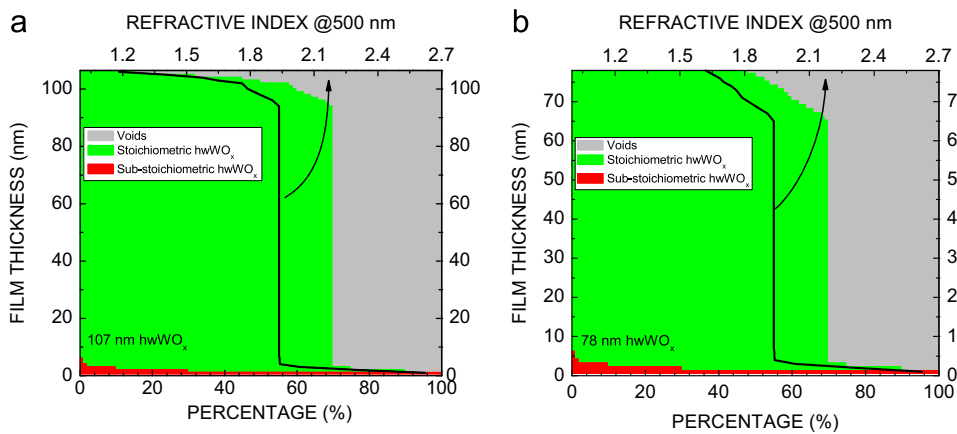 a
REFRACTIVE INDEX @500 nm
1.2 1.5 1.8 2.1 2.4 2.7
FILM THICKNESS (nm)
100
80
60
40
20
0
100
80
60
40
20
0
Voids
Stoichiometric hwWOx
Sub-stoichiometric hwWOx
107 nm hwWOx
0 20 40 60 80 100
PERCENTAGE (%)
b
REFRACTIVE INDEX @500 nm
1.2 1.5 1.8 2.1 2.4 2.7
FILM THICKNESS (nm)
70
60
50
40
30
20
10
0
7
6
5
4
3
2
1
0
Voids
Stoichiometric hwWOx
Sub-stoichiometric hwWOx
78 nm hwWOx
0 20 40 60 80 100
PERCENTAGE (%)